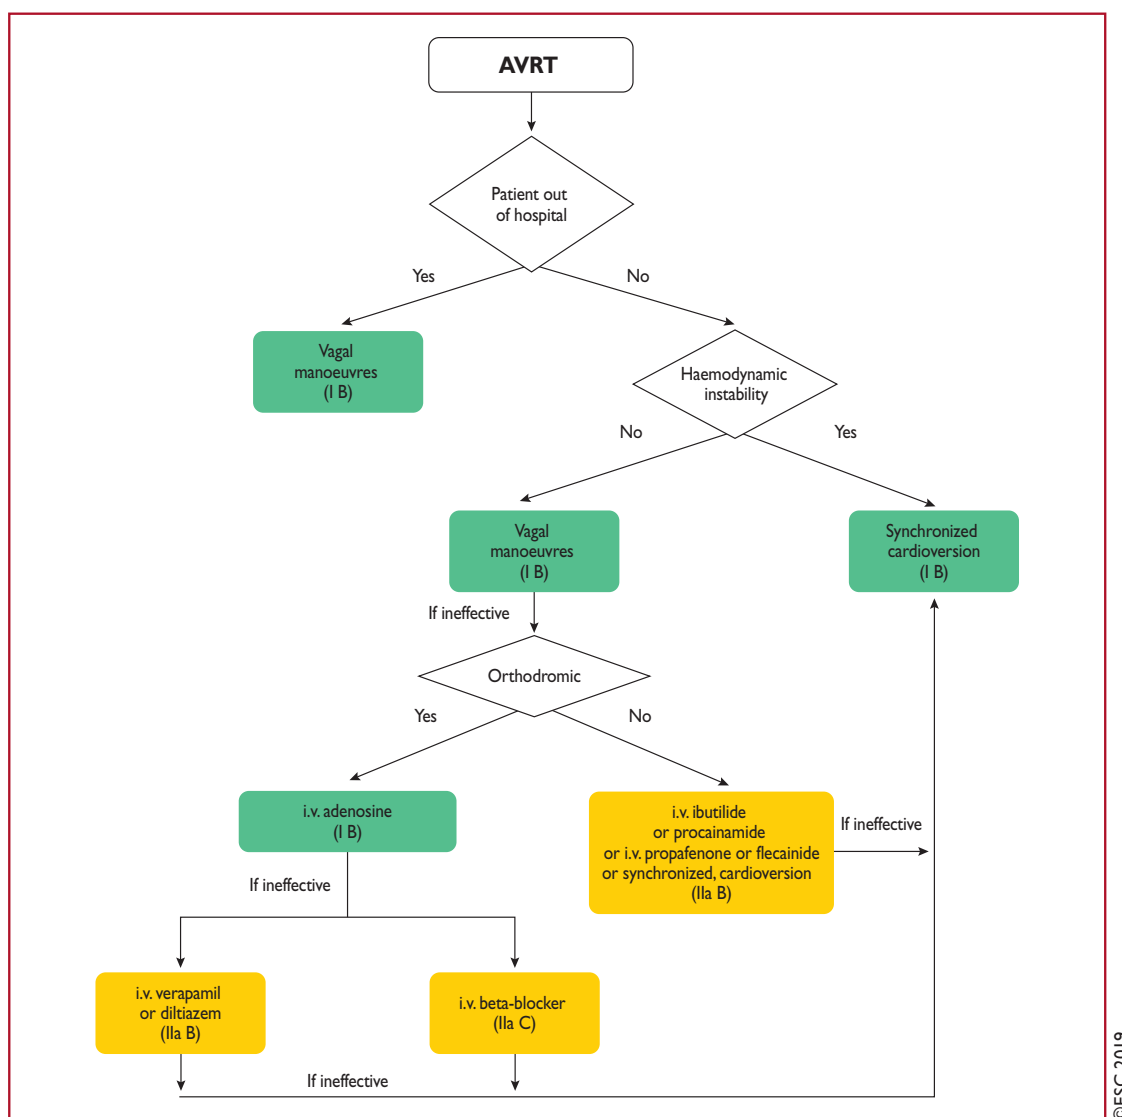 AVRT
Patient out
of hospital
Yes
No
Vagal
manoeuvres
(I B)
Haemodynamic
instability
No
Yes
Vagal
manoeuvres
(I B)
Synchronized
cardioversion
(I B)
If ineffective
Orthodromic
Yes
No
i.v. adenosine
(I B)
i.v. ibutilide
or procainamide
or i.v. propafenone or flecainide
or synchronized, cardioversion
(IIa B)
If ineffective
If ineffective
i.v. verapamil
or diltiazem
(IIa B)
i.v. beta-blocker
(IIa C)
If ineffective
©ESC 2019